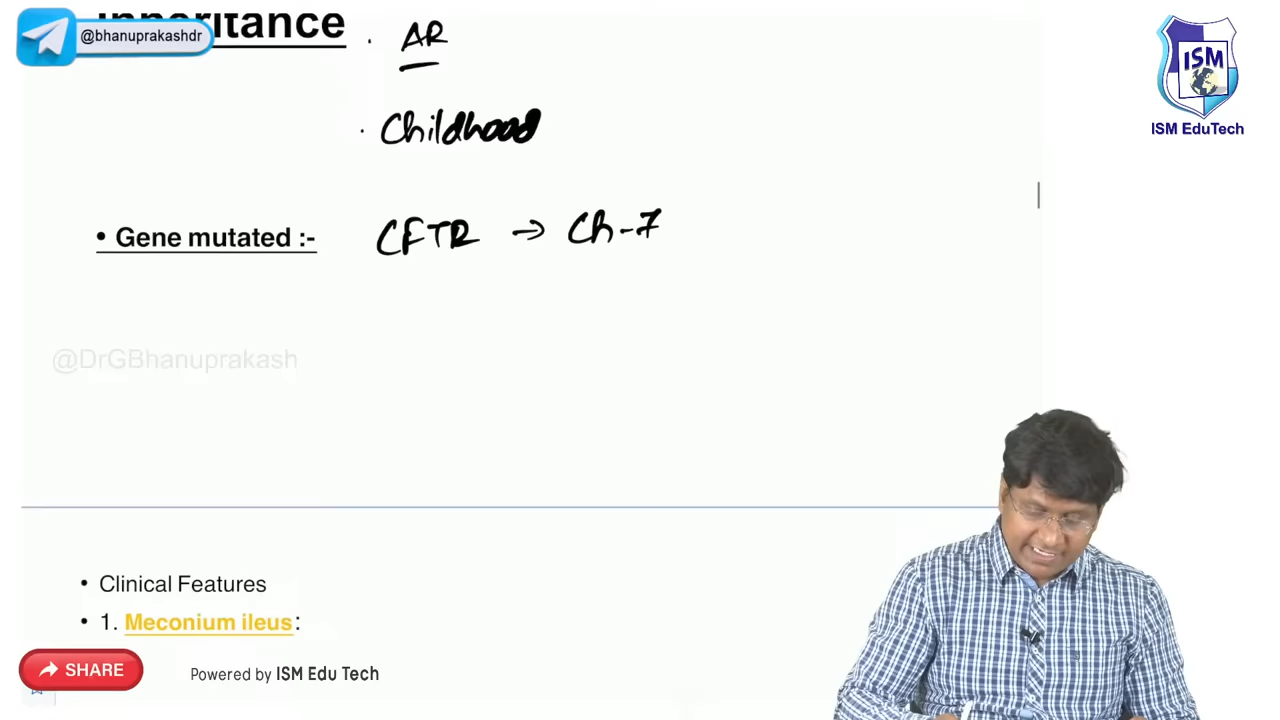 Inheritance
@bhanuprakashdr
· AR
ISM
ISM EduTech
· Childhood
• Gene mutated :- CFTR → Ch-7
@DrGBhanuprakash
• Clinical Features
• 1. Meconium ileus:
SHARE
Powered by ISM Edu Tech